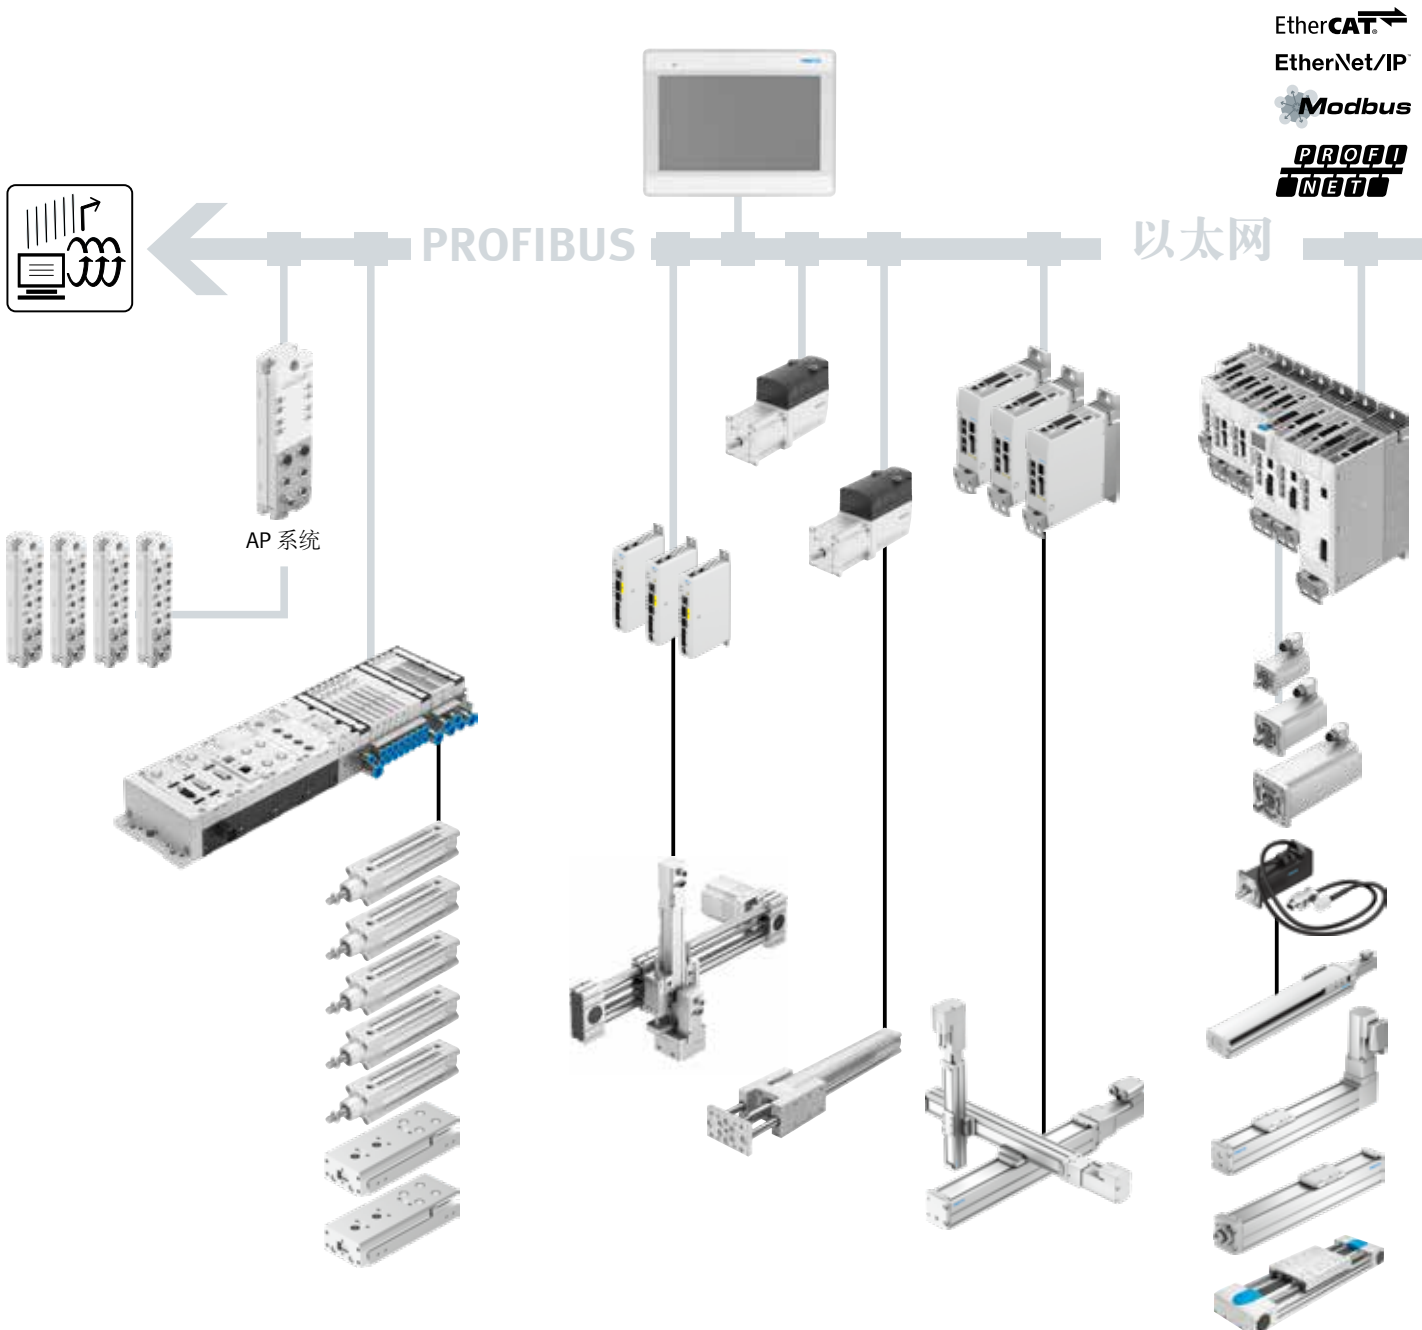 EtherCAT®
EtherNet/IP
Modbus
PROFI
NET
PROFIBUS
以太网
AP 系统